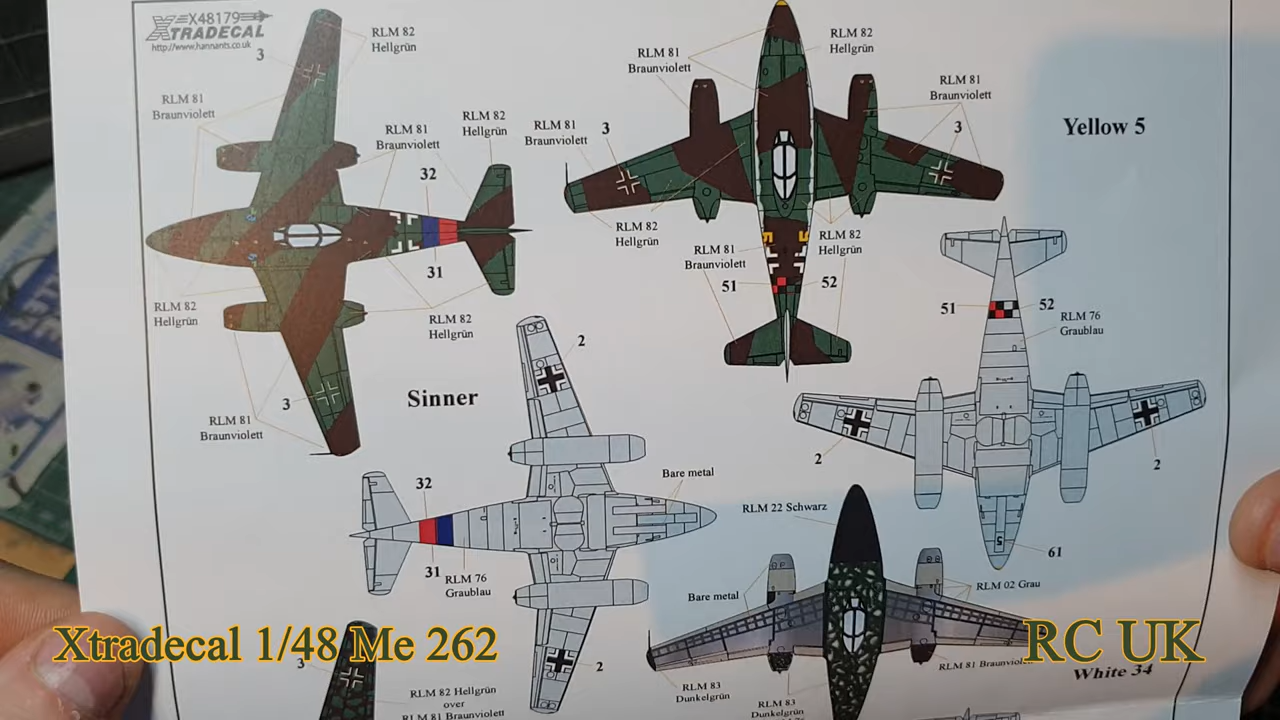 X48179
XTRADECAL
http://www.hannants.co.uk
3
RLM 82
Hellgrün
RLM 81
Braunviolett
RLM 81
Braunviolett
RLM 82
Hellgrün
32
31
RLM 82
Hellgrün
RLM 82
Hellgrün
3
RLM 81
Braunviolett
Sinner
RLM 81
Braunviolett
RLM 82
Hellgrün
RLM 81
Braunviolett
3
RLM 81
Braunviolett
3
Yellow 5
RLM 82
Hellgrün
RLM 81
Braunviolett
RLM 82
Hellgrün
51
52
51
52
RLM 76
Graublau
2
2
5
61
2
32
31
RLM 76
Graublau
Bare metal
2
RLM 22 Schwarz
Bare metal
RLM 02 Grau
RLM 81
RLM 83
Dunkelgrün
RLM 83
Dunkelgrün
White 34
3
RLM 82 Hellgrün
over
RLM 81 Braunviolett
Xtradecal 1/48 Me 262
RC UK